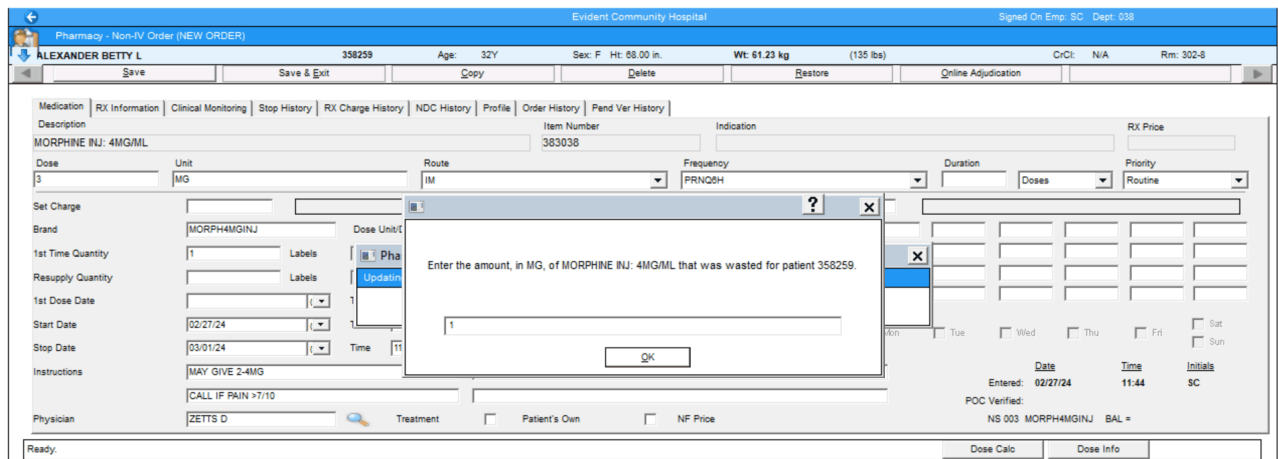 Evident Community Hospital Signed On Emp: SC Dept: 038
Pharmacy - Non-IV Order (NEW ORDER)
ALEXANDER BETTY L 358259 Age: 32Y Sex: F Ht: 68.00 in. Wt: 61.23 kg (135 lbs) CrCl: N/A Rm: 302-8
Save Save & Exit Copy Delete Restore Online Adjudication
Medication RX Information Clinical Monitoring Stop History RX Charge History NDC History Profile Order History Pend Ver History
Description Item Number Indication RX Price
MORPHINE INJ: 4MG/ML 383038
Dose Unit Route Frequency Duration Priority
3 MG IM PRNQ6H Doses Routine
Set Charge ?
Brand MORPH4MGINJ Dose Unit/D
1st Time Quantity 1 Labels Pha
Enter the amount, in MG, of MORPHINE INJ: 4MG/ML that was wasted for patient 358259.
Resupply Quantity Labels Updatin
1st Dose Date
Start Date 02/27/24 1 Mon Tue Wed Thu Fri Sat
Sun
Stop Date 03/01/24 Time 11 OK
Instructions MAY GIVE 2-4MG Date Time Initials
Entered: 02/27/24 11:44 SC
CALL IF PAIN >7/10 POC Verified:
Physician ZETTS D Treatment Patient's Own NF Price NS 003 MORPH4MGINJ BAL =
Ready. Dose Calc Dose Info